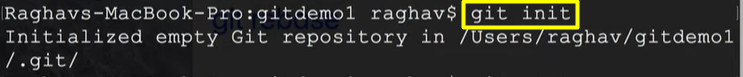 Raghavs-MacBook-Pro:gitdemo1 raghav$ git init
Initialized empty Git repository in /Users/raghav/gitdemo1
/.git/